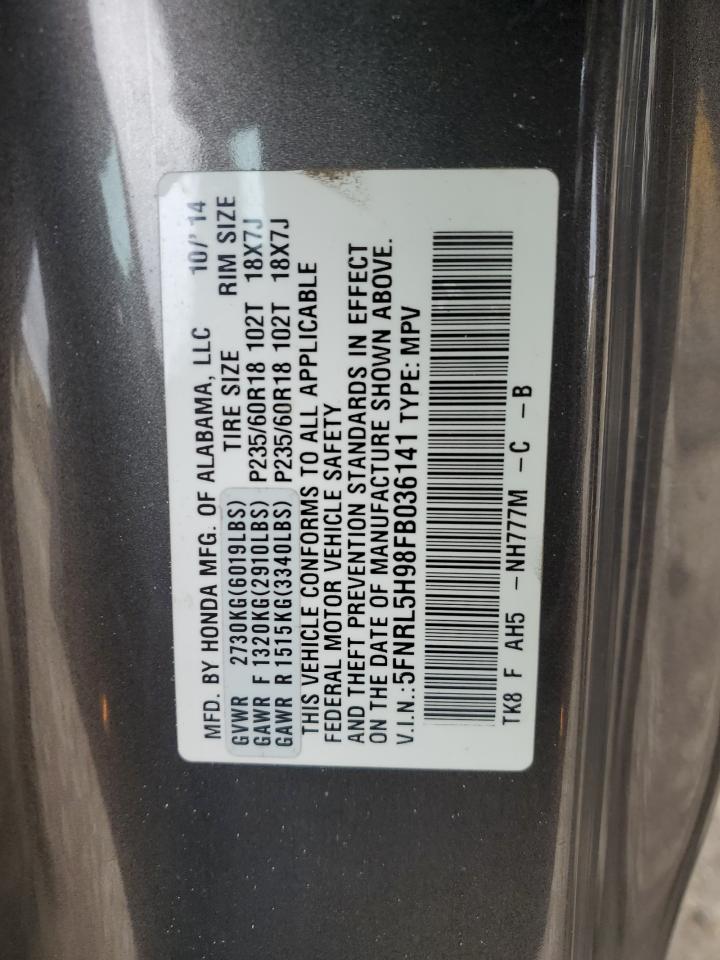 MFD. BY HONDA MFG. OF ALABAMA, LLC 10/'14
TIRE SIZE RIM SIZE
GVWR 2730KG(6019LBS)
GAWR F 1320KG(2910LBS) P235/60R18 102T 18X7J
GAWR R 1515KG(3340LBS) P235/60R18 102T 18X7J
THIS VEHICLE CONFORMS TO ALL APPLICABLE
FEDERAL MOTOR VEHICLE SAFETY
AND THEFT PREVENTION STANDARDS IN EFFECT
ON THE DATE OF MANUFACTURE SHOWN ABOVE.
V.I.N.:5FNRL5H98FB036141 TYPE: MPV
TK8 F AH5 -NH777M -C -B